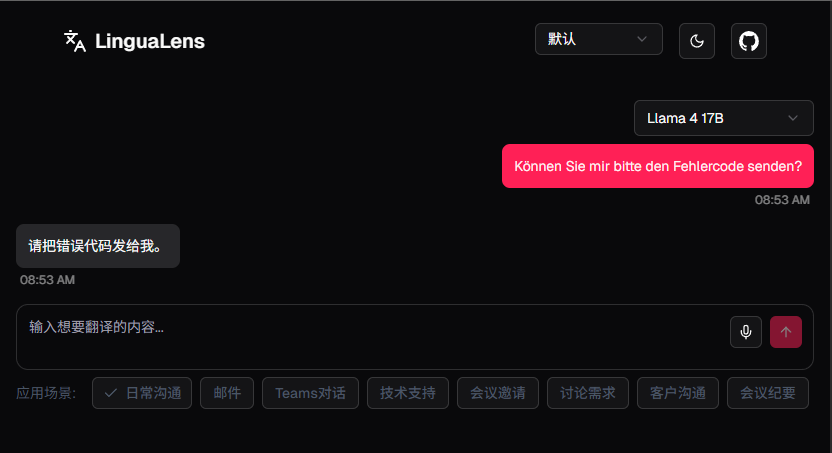 LinguaLens
默认
Llama 4 17B
Können Sie mir bitte den Fehlercode senden?
08:53 AM
请把错误代码发给我。
08:53 AM
输入想要翻译的内容...
应用场景: 日常沟通 邮件 Teams对话 技术支持 会议邀请 讨论需求 客户沟通 会议纪要